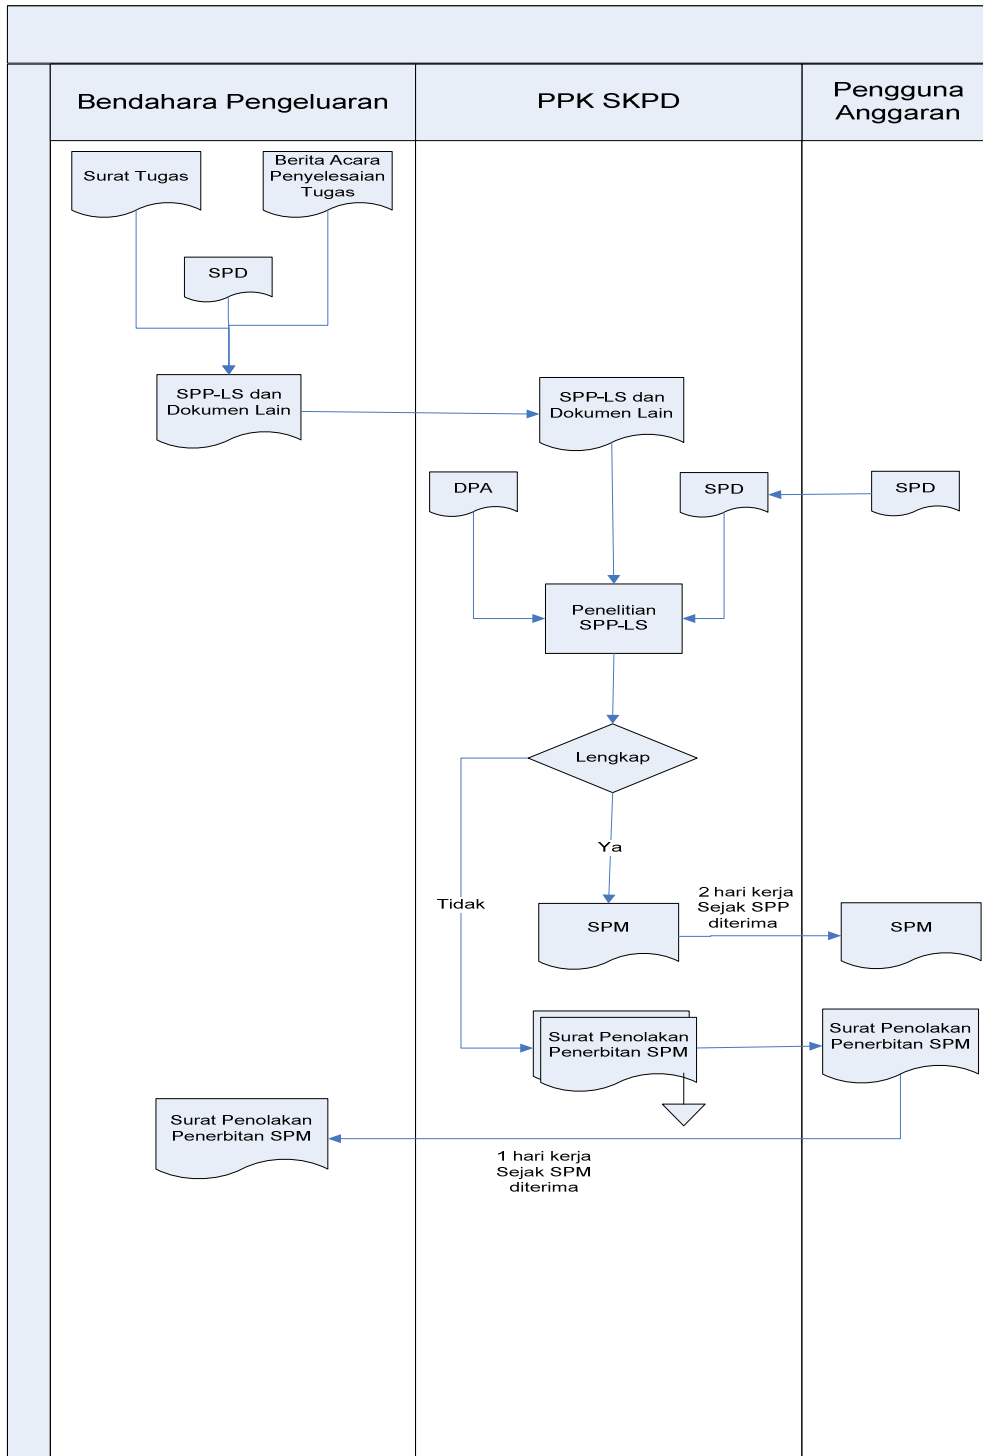 Bendahara Pengeluaran
PPK SKPD
Pengguna
Anggaran
Surat Tugas
Berita Acara
Penyelesaian
Tugas
SPD
SPP-LS dan
Dokumen Lain
SPP-LS dan
Dokumen Lain
DPA
SPD
SPD
Penelitian
SPP-LS
Lengkap
Ya
Tidak
SPM
2 hari kerja
Sejak SPP
diterima
SPM
Surat Penolakan
Penerbitan SPM
Surat Penolakan
Penerbitan SPM
Surat Penolakan
Penerbitan SPM
1 hari kerja
Sejak SPM
diterima